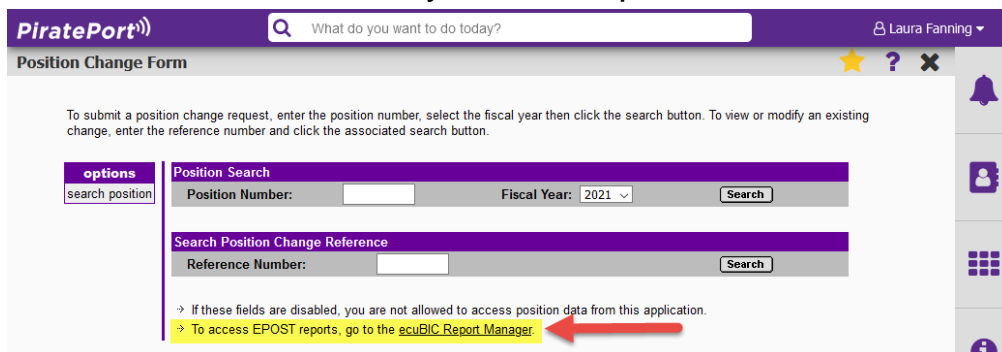 PiratePort
What do you want to do today?
Laura Fanning
Position Change Form
?
To submit a position change request, enter the position number, select the fiscal year then click the search button. To view or modify an existing
change, enter the reference number and click the associated search button.
options
search position
Position Search
Position Number:
Fiscal Year: 2021
Search
Search Position Change Reference
Reference Number:
Search
If these fields are disabled, you are not allowed to access position data from this application.
To access EPOST reports, go to the ecuBIC Report Manager.